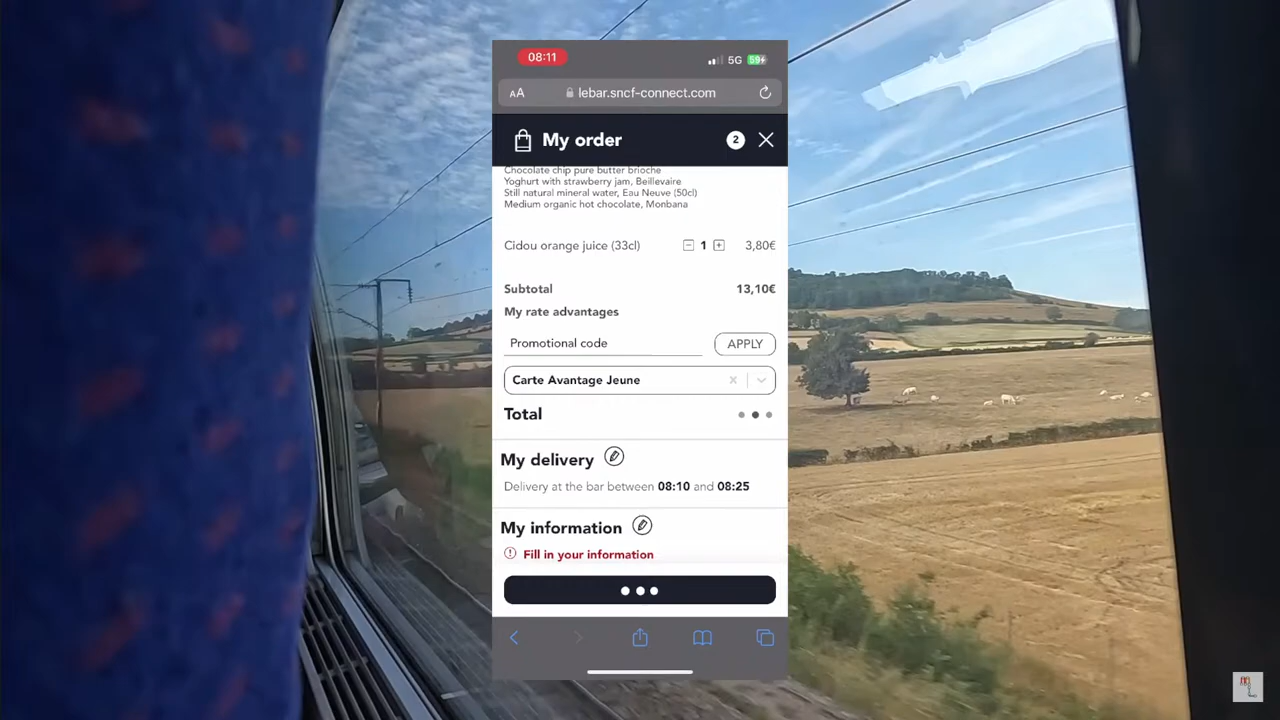 08:11
5G 59
AA lebar.sncf-connect.com
My order 2
Chocolate chip pure butter brioche
Yoghurt with strawberry jam, Beillevaire
Still natural mineral water, Eau Neuve (50cl)
Medium organic hot chocolate, Monbana
Cidou orange juice (33cl) 1 3,80€
Subtotal 13,10€
My rate advantages
Promotional code APPLY
Carte Avantage Jeune
Total
My delivery
Delivery at the bar between 08:10 and 08:25
My information
Fill in your information